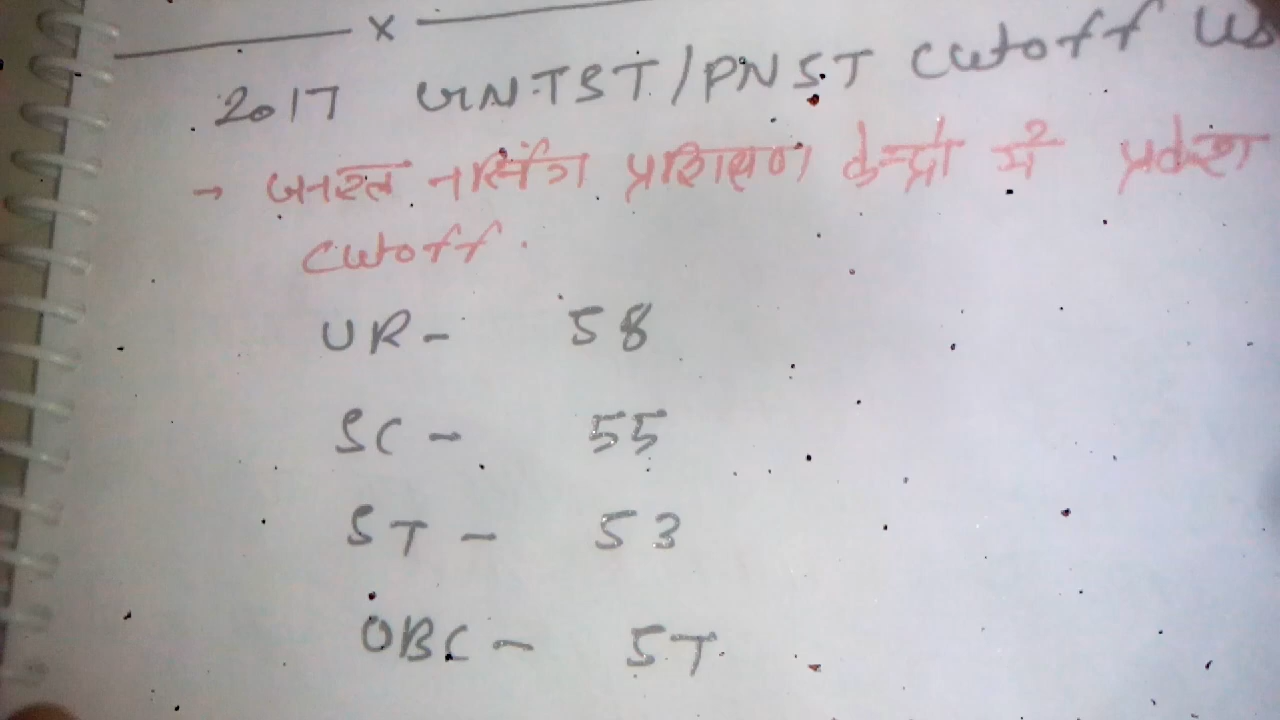 x
2017 GNTST/PNST Cutoff
→ जनरल नर्सिंग प्रशिक्षण केन्द्रो में प्रवेश
Cutoff.
UR- 58
SC- 55
ST- 53
OBC- 57